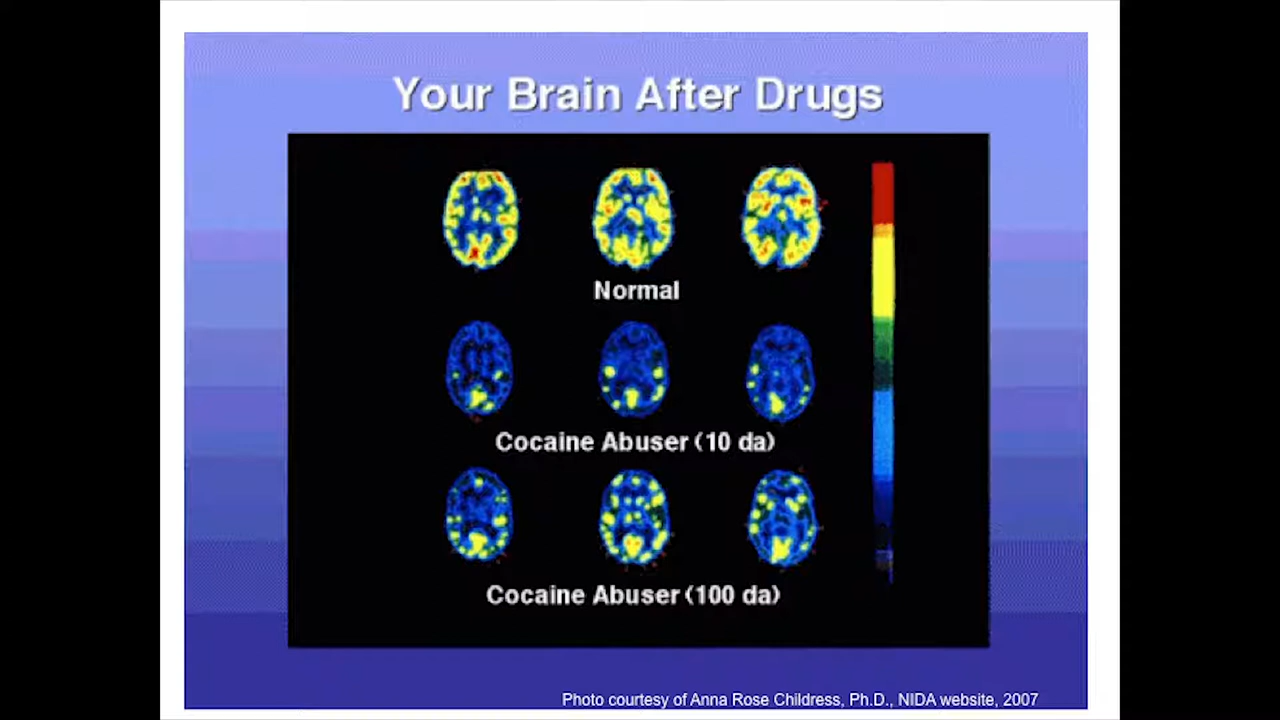 Your Brain After Drugs
Normal
Cocaine Abuser (10 da)
Cocaine Abuser (100 da)
Photo courtesy of Anna Rose Childress, Ph.D., NIDA website, 2007